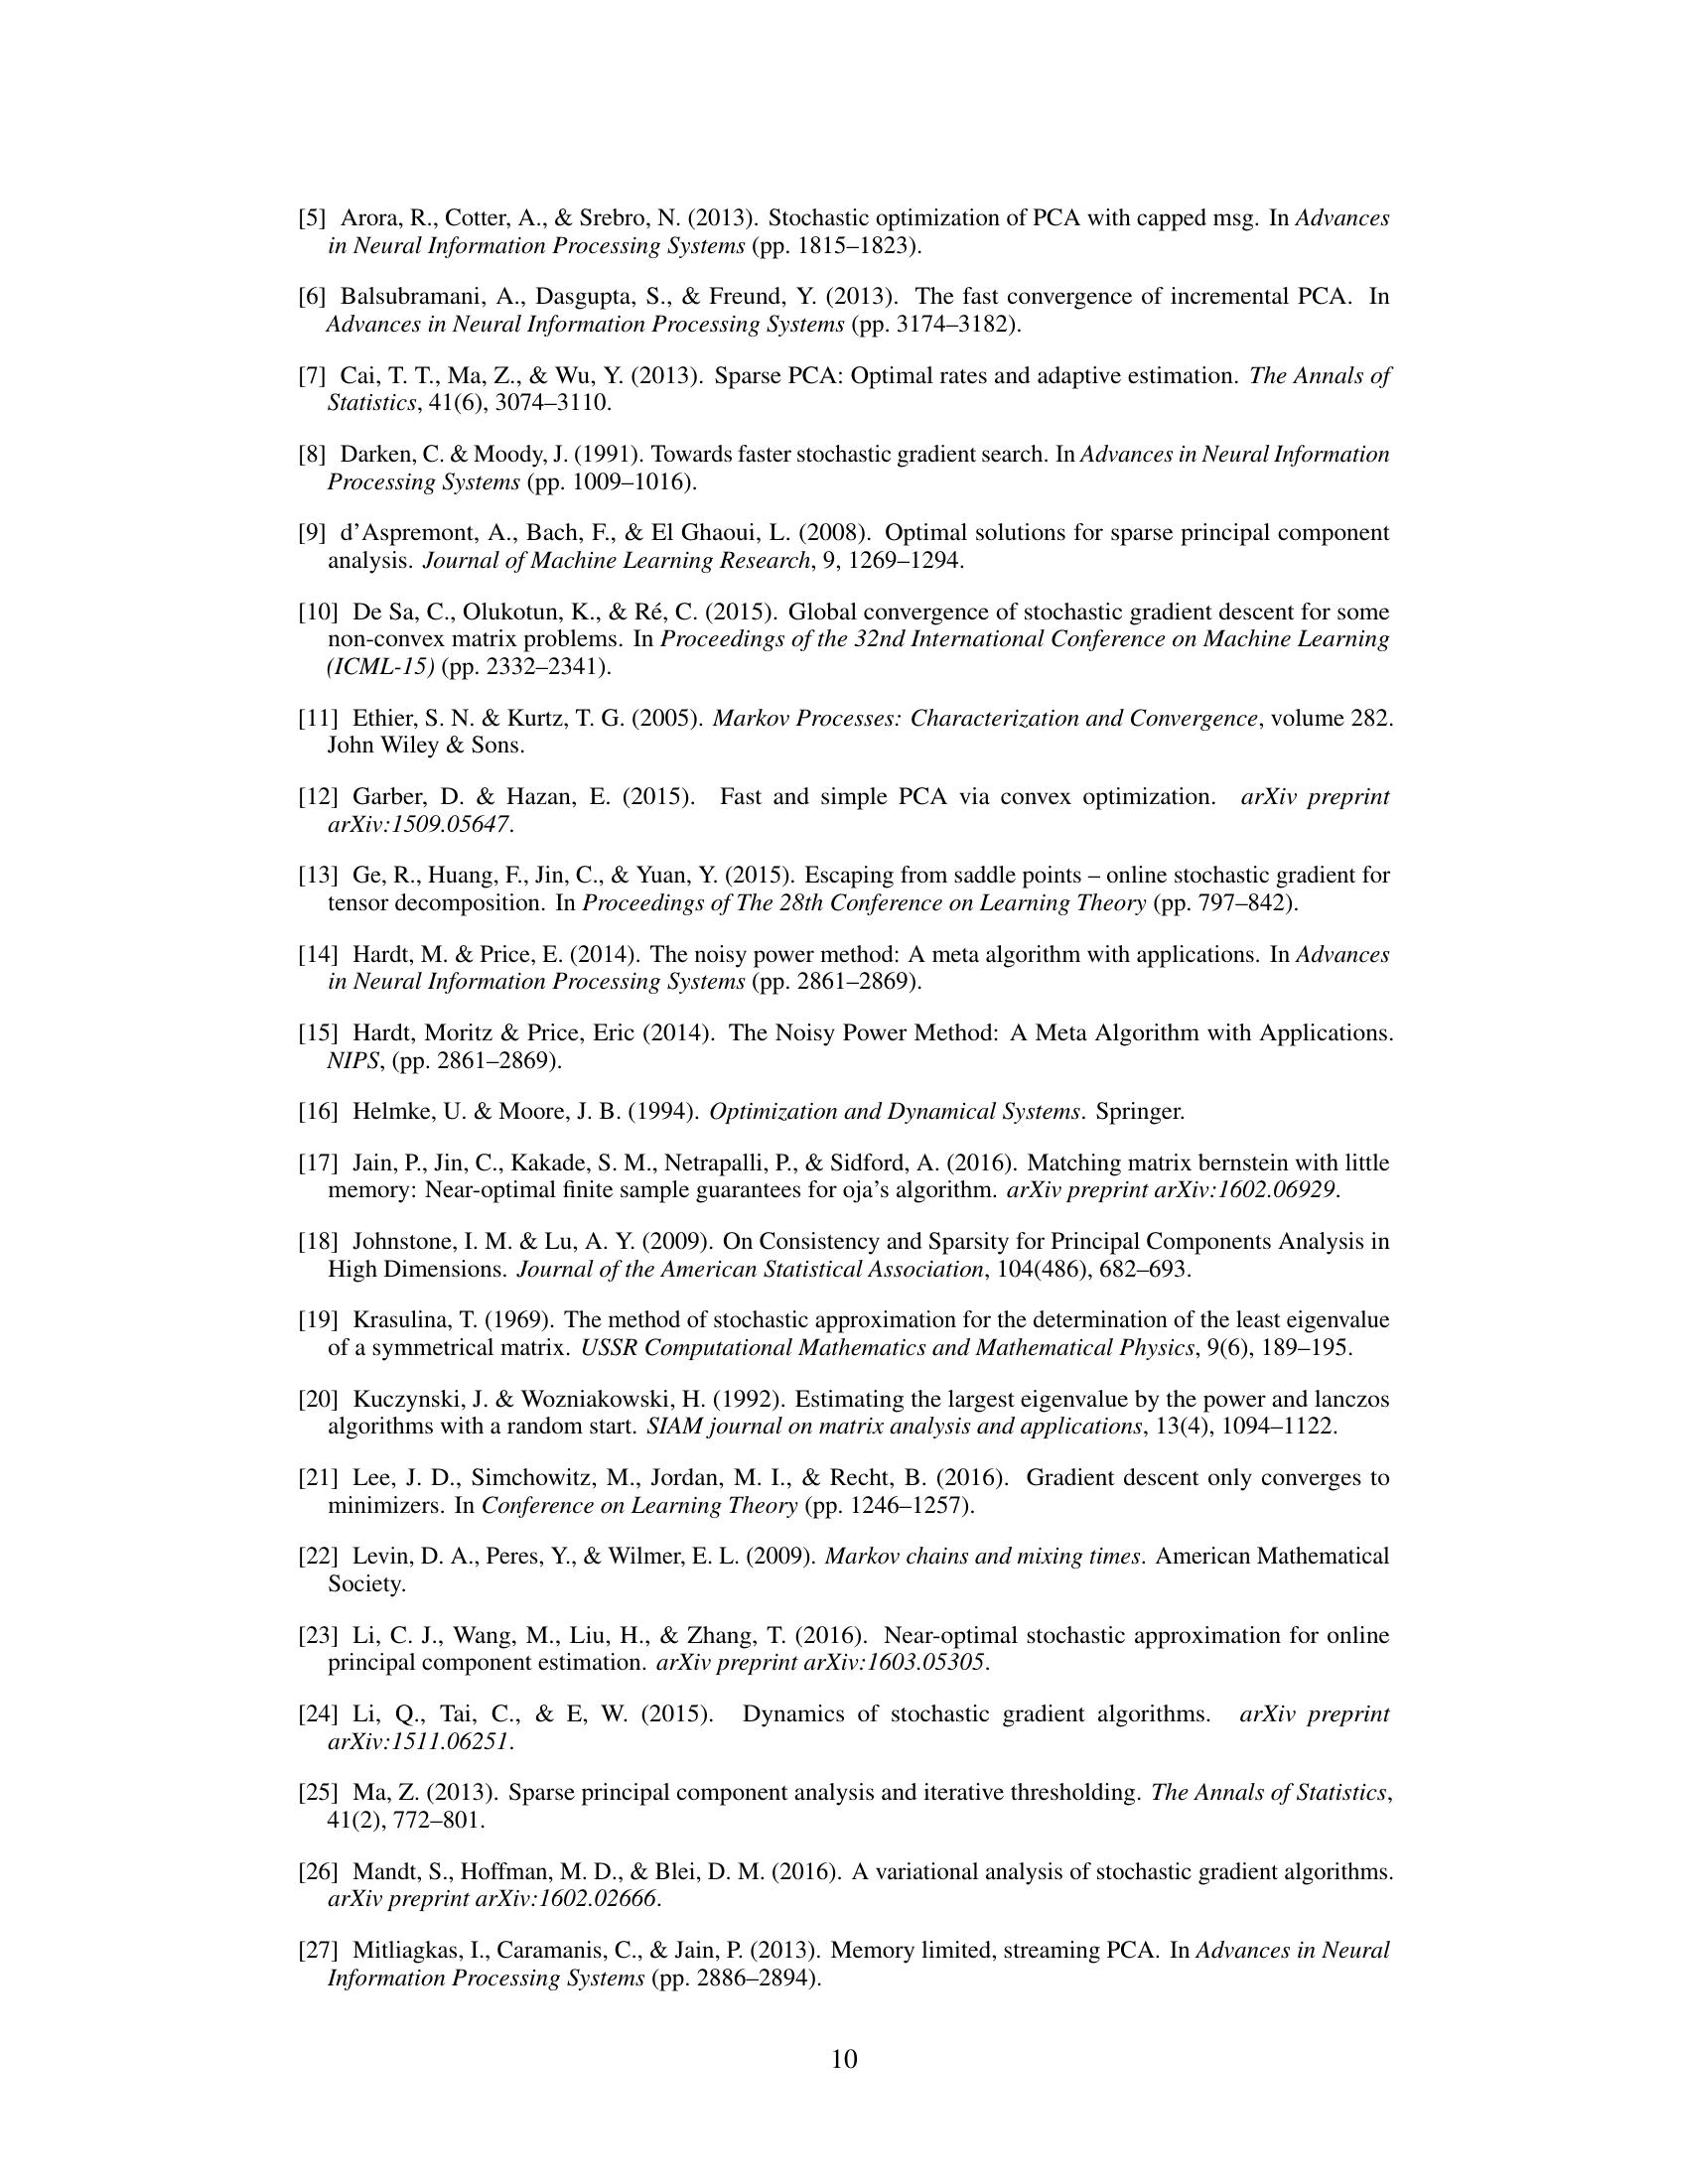 [5] Arora, R., Cotter, A., & Srebro, N. (2013). Stochastic optimization of PCA with capped msg. In Advances
in Neural Information Processing Systems (pp. 1815–1823).
[6] Balsubramani, A., Dasgupta, S., & Freund, Y. (2013). The fast convergence of incremental PCA. In
Advances in Neural Information Processing Systems (pp. 3174–3182).
[7] Cai, T. T., Ma, Z., & Wu, Y. (2013). Sparse PCA: Optimal rates and adaptive estimation. The Annals of
Statistics, 41(6), 3074–3110.
[8] Darken, C. & Moody, J. (1991). Towards faster stochastic gradient search. In Advances in Neural Information
Processing Systems (pp. 1009–1016).
[9] d’Aspremont, A., Bach, F., & El Ghaoui, L. (2008). Optimal solutions for sparse principal component
analysis. Journal of Machine Learning Research, 9, 1269–1294.
[10] De Sa, C., Olukotun, K., & Ré, C. (2015). Global convergence of stochastic gradient descent for some
non-convex matrix problems. In Proceedings of the 32nd International Conference on Machine Learning
(ICML-15) (pp. 2332–2341).
[11] Ethier, S. N. & Kurtz, T. G. (2005). Markov Processes: Characterization and Convergence, volume 282.
John Wiley & Sons.
[12] Garber, D. & Hazan, E. (2015). Fast and simple PCA via convex optimization. arXiv preprint
arXiv:1509.05647.
[13] Ge, R., Huang, F., Jin, C., & Yuan, Y. (2015). Escaping from saddle points – online stochastic gradient for
tensor decomposition. In Proceedings of The 28th Conference on Learning Theory (pp. 797–842).
[14] Hardt, M. & Price, E. (2014). The noisy power method: A meta algorithm with applications. In Advances
in Neural Information Processing Systems (pp. 2861–2869).
[15] Hardt, Moritz & Price, Eric (2014). The Noisy Power Method: A Meta Algorithm with Applications.
NIPS, (pp. 2861–2869).
[16] Helmke, U. & Moore, J. B. (1994). Optimization and Dynamical Systems. Springer.
[17] Jain, P., Jin, C., Kakade, S. M., Netrapalli, P., & Sidford, A. (2016). Matching matrix bernstein with little
memory: Near-optimal finite sample guarantees for oja’s algorithm. arXiv preprint arXiv:1602.06929.
[18] Johnstone, I. M. & Lu, A. Y. (2009). On Consistency and Sparsity for Principal Components Analysis in
High Dimensions. Journal of the American Statistical Association, 104(486), 682–693.
[19] Krasulina, T. (1969). The method of stochastic approximation for the determination of the least eigenvalue
of a symmetrical matrix. USSR Computational Mathematics and Mathematical Physics, 9(6), 189–195.
[20] Kuczynski, J. & Wozniakowski, H. (1992). Estimating the largest eigenvalue by the power and lanczos
algorithms with a random start. SIAM journal on matrix analysis and applications, 13(4), 1094–1122.
[21] Lee, J. D., Simchowitz, M., Jordan, M. I., & Recht, B. (2016). Gradient descent only converges to
minimizers. In Conference on Learning Theory (pp. 1246–1257).
[22] Levin, D. A., Peres, Y., & Wilmer, E. L. (2009). Markov chains and mixing times. American Mathematical
Society.
[23] Li, C. J., Wang, M., Liu, H., & Zhang, T. (2016). Near-optimal stochastic approximation for online
principal component estimation. arXiv preprint arXiv:1603.05305.
[24] Li, Q., Tai, C., & E, W. (2015). Dynamics of stochastic gradient algorithms. arXiv preprint
arXiv:1511.06251.
[25] Ma, Z. (2013). Sparse principal component analysis and iterative thresholding. The Annals of Statistics,
41(2), 772–801.
[26] Mandt, S., Hoffman, M. D., & Blei, D. M. (2016). A variational analysis of stochastic gradient algorithms.
arXiv preprint arXiv:1602.02666.
[27] Mitliagkas, I., Caramanis, C., & Jain, P. (2013). Memory limited, streaming PCA. In Advances in Neural
Information Processing Systems (pp. 2886–2894).
10